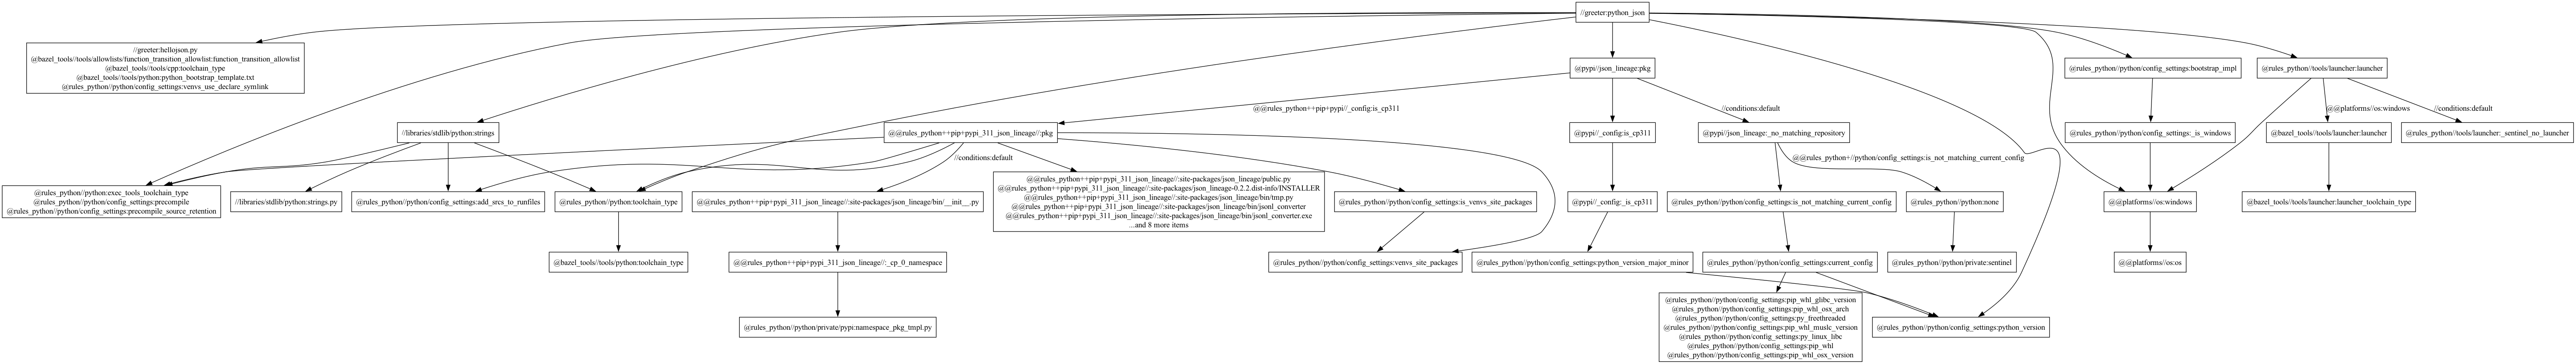 //greeter:python_json
//greeter:hellojson.py
@bazel_tools//tools/allowlists/function_transition_allowlist:function_transition_allowlist
@bazel_tools//tools/cpp:toolchain_type
@bazel_tools//tools/python:python_bootstrap_template.txt
@rules_python//python/config_settings:venvs_use_declare_symlink
@pypi//json_lineage:pkg
@rules_python//python/config_settings:bootstrap_impl
@rules_python//tools/launcher:launcher
@@rules_python++pip+pypi//_config:is_cp311
//conditions:default
@@platforms//os:windows
//conditions:default
//libraries/stdlib/python:strings
@@rules_python++pip+pypi_311_json_lineage//:pkg
@pypi//_config:is_cp311
@pypi//json_lineage:_no_matching_repository
@rules_python//python/config_settings:_is_windows
@bazel_tools//tools/launcher:launcher
@rules_python//tools/launcher:_sentinel_no_launcher
//conditions:default
@@rules_python+//python/config_settings:is_not_matching_current_config
@rules_python//python:exec_tools_toolchain_type
@rules_python//python/config_settings:precompile
@rules_python//python/config_settings:precompile_source_retention
//libraries/stdlib/python:strings.py
@rules_python//python/config_settings:add_srcs_to_runfiles
@rules_python//python:toolchain_type
@@rules_python++pip+pypi_311_json_lineage//:site-packages/json_lineage/bin/__init__.py
@@rules_python++pip+pypi_311_json_lineage//:site-packages/json_lineage/public.py
@@rules_python++pip+pypi_311_json_lineage//:site-packages/json_lineage-0.2.2.dist-info/INSTALLER
@@rules_python++pip+pypi_311_json_lineage//:site-packages/json_lineage/bin/tmp.py
@@rules_python++pip+pypi_311_json_lineage//:site-packages/json_lineage/bin/jsonl_converter
@@rules_python++pip+pypi_311_json_lineage//:site-packages/json_lineage/bin/jsonl_converter.exe
...and 8 more items
@rules_python//python/config_settings:is_venvs_site_packages
@pypi//_config:_is_cp311
@rules_python//python/config_settings:is_not_matching_current_config
@rules_python//python:none
@@platforms//os:windows
@bazel_tools//tools/launcher:launcher_toolchain_type
@bazel_tools//tools/python:toolchain_type
@@rules_python++pip+pypi_311_json_lineage//:_cp_0_namespace
@rules_python//python/config_settings:venvs_site_packages
@rules_python//python/config_settings:python_version_major_minor
@rules_python//python/config_settings:current_config
@rules_python//python/private:sentinel
@@platforms//os:os
@rules_python//python/private/pypi:namespace_pkg_tmpl.py
@rules_python//python/config_settings:pip_whl_glibc_version
@rules_python//python/config_settings:pip_whl_osx_arch
@rules_python//python/config_settings:py_freethreaded
@rules_python//python/config_settings:pip_whl_muslc_version
@rules_python//python/config_settings:py_linux_libc
@rules_python//python/config_settings:pip_whl
@rules_python//python/config_settings:pip_whl_osx_version
@rules_python//python/config_settings:python_version